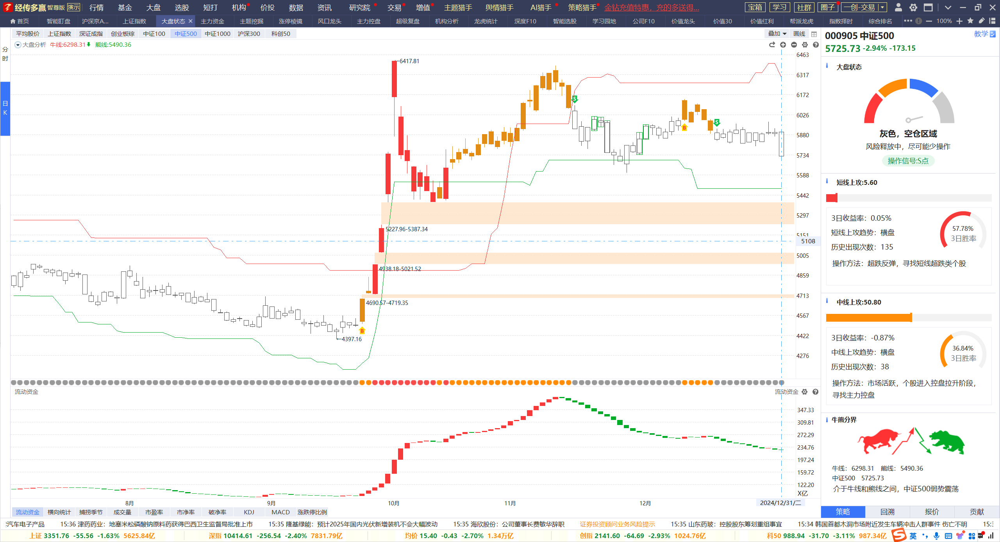 经传多赢 智尊版 演示 行情 基金 大盘 选股 短打 机构 价投 数据 资讯 研究院 交易 增值 主题猎手 舆情猎手 AI猎手 策略猎手 金钻充值特惠，充的多送得... 宝箱 学习 社群 圈子 一创-交易
首页 智能盯盘 沪深京A... 上证指数 大盘状态 主力资金 主题挖掘 涨停棱镜 风口龙头 主力控盘 超级复盘 机构分析 龙虎统计 深度F10 智能选股 学习园地 公司F10 价值龙头 价值30 价值红利 帮派龙虎 指数择时 综合排名 100%
平均股价 上证指数 深证成指 创业板综 中证100 中证500 中证1000 沪深300 科创50 叠加 画线
大盘分析 牛线:6298.31 熊线:5490.36
分时
日K
6463
6317
6172
6026
5880
5734
5588
5442
5297
5151
5108
5005
4859
4713
4567
4422
4276
6417.81
S
S
B
5227.96-5387.34
4938.18-5021.52
4690.57-4719.35
B
4397.16
流动资金 流动资金
347.33
309.81
272.29
234.76
197.24
159.72
122.20
X亿
8月 9月 10月 11月 12月 2024/12/31/二
流动资金 横向统计 捕捞季节 成交量 市盈率 市净率 破净率 KDJ MACD 涨跌停比例
000905 中证500 教学
5725.73 -2.94% -173.15
大盘状态
灰色，空仓区域
风险释放中，尽可能少操作
操作信号:S点
短线上攻:5.60
3日收益率：0.05%
短线上攻趋势：横盘
历史出现次数：135
57.78%
3日胜率
操作方法：超跌反弹，寻找短线超跌类个股
中线上攻:50.80
3日收益率：-0.87%
中线上攻趋势：横盘
历史出现次数：38
36.84%
3日胜率
操作方法：市场活跃，个股进入控盘拉升阶段，
寻找主力控盘
牛熊分界
牛线：6298.31 熊线：5490.36
中证500 5725.73
介于牛线和熊线之间，中证500弱势震荡
策略 回溯 报价 贡献
汽车电子产品 15:36 津药药业：地塞米松磷酸钠原料药获得巴西卫生监督局批准上市 15:35 隆基绿能：预计2025年国内光伏新增装机不会大幅波动 15:35 海欣股份：公司董事长费敏华辞职 证券投资顾问业务风险提示 15:35 山东药玻：控股股东筹划重组事宜 15:34 韩国首都木洞市场附近发生车辆冲击人群事件 伤亡不明
上证 3351.76 -55.56 -1.63% 5625.84亿 深指 10414.61 -256.54 -2.40% 7831.79亿 均价 15.40 -0.43 -2.70% 1.34万亿 创指 2141.60 -64.69 -2.93% 1024.76亿 科50 988.94 -31.70 -3.11% 987.34亿 英